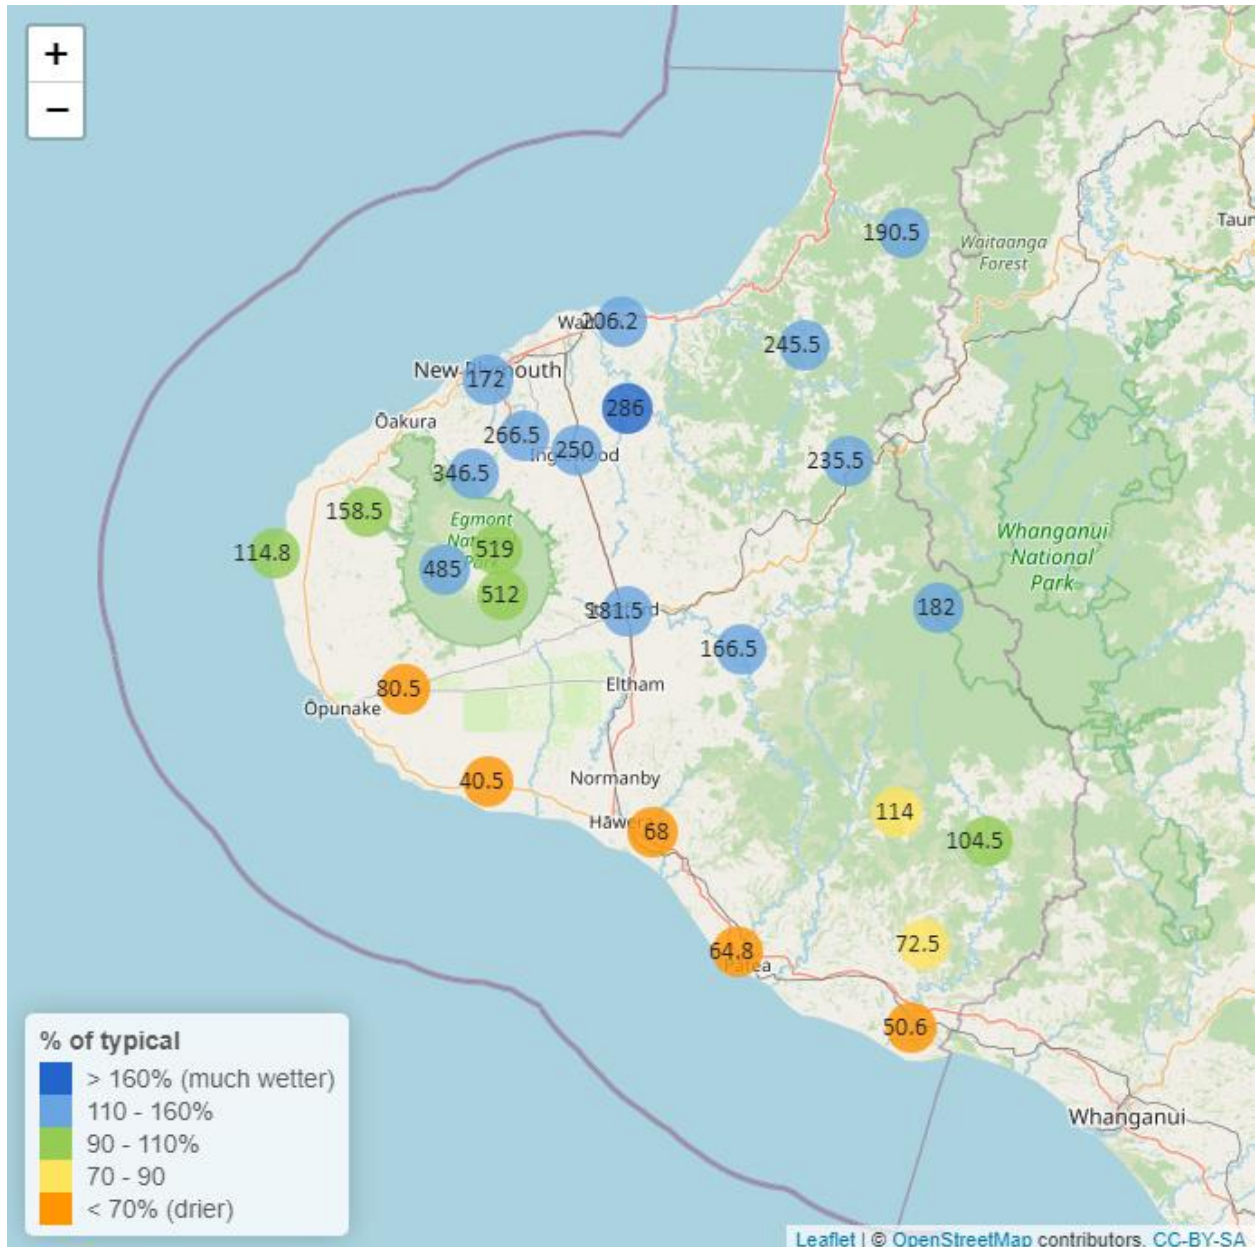 +
−
190.5
Waitaanga
Forest
206.2
245.5
New
172
286
Ōakura
266.5
250
235.5
346.5
158.5
Egmont
Whanganui
National
Park
114.8
519
485
512
181.5
182
166.5
80.5
Eltham
Ōpunake
40.5
Normanby
114
68
104.5
72.5
64.8
Patea
50.6
% of typical
> 160% (much wetter)
110 - 160%
90 - 110%
70 - 90
< 70% (drier)
Whanganui
Leaflet | © OpenStreetMap contributors, CC-BY-SA